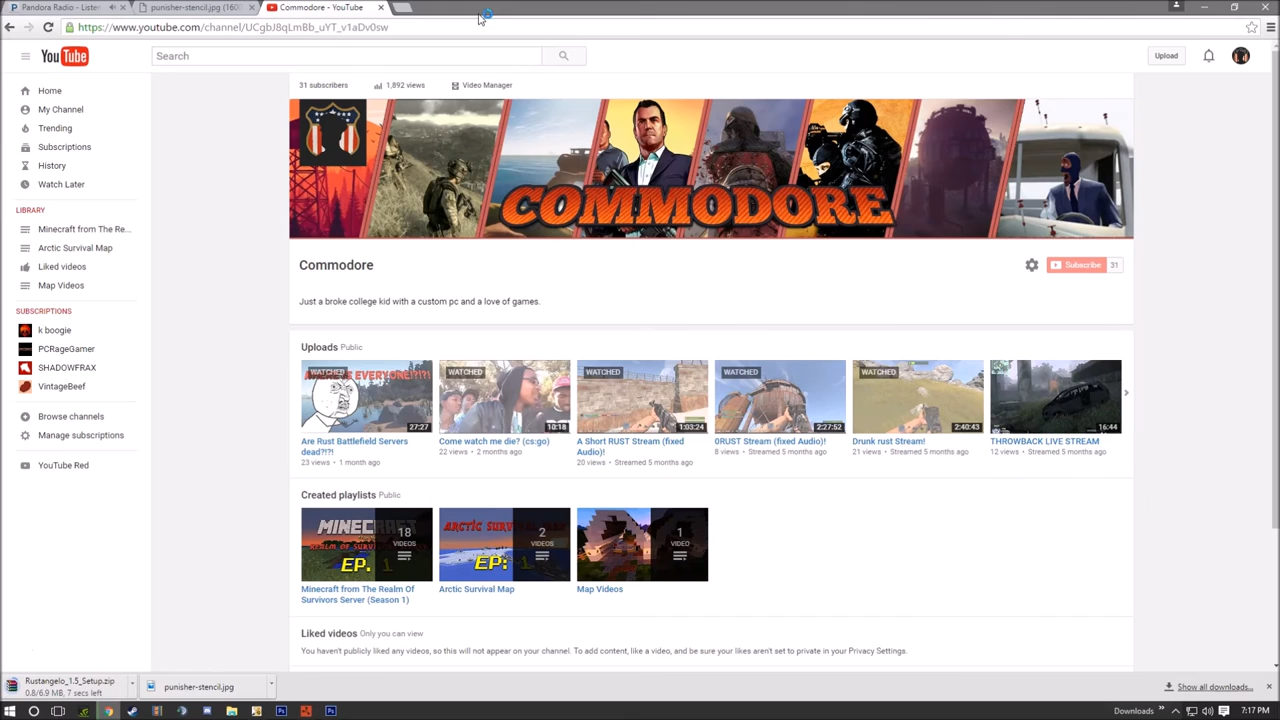 Pandora Radio - Listen
punisher-stencil.jpg (160
Commodore - YouTube
https://www.youtube.com/channel/UCgbJ8qLmBb_uYT_v1aDv0sw
YouTube
Search
Upload
31 subscribers
1,892 views
Video Manager
Home
My Channel
Trending
Subscriptions
History
Watch Later
LIBRARY
Minecraft from The Re...
Arctic Survival Map
Liked videos
Map Videos
SUBSCRIPTIONS
k boogie
PCRageGamer
SHADOWFRAX
VintageBeef
Browse channels
Manage subscriptions
YouTube Red
COMMODORE
Commodore
Subscribe 31
Just a broke college kid with a custom pc and a love of games.
Uploads Public
WATCHED
EVERYONE?!?!
27:27
Are Rust Battlefield Servers
dead?!?!
23 views • 1 month ago
WATCHED
10:18
Come watch me die? (cs:go)
22 views • 2 months ago
WATCHED
1:03:24
A Short RUST Stream (fixed
Audio)!
20 views • Streamed 5 months ago
WATCHED
2:27:52
0RUST Stream (fixed Audio)!
8 views • Streamed 5 months ago
WATCHED
2:40:43
Drunk rust Stream!
21 views • Streamed 5 months ago
16:44
THROWBACK LIVE STREAM
12 views • Streamed 5 months ago
Created playlists Public
MINECRAFT
REALM OF SURVIVORS
EP. 1
18
VIDEOS
Minecraft from The Realm Of
Survivors Server (Season 1)
ARCTIC SURV
EP: 1
2
VIDEOS
Arctic Survival Map
1
VIDEO
Map Videos
Liked videos Only you can view
You haven't publicly liked any videos, so this will not appear on your channel. To add content, like a video, and be sure your likes aren't set to private in your Privacy Settings.
Rustangelo_1.5_Setup.zip
0.8/6.9 MB, 7 secs left
punisher-stencil.jpg
Show all downloads...
Downloads
7:17 PM